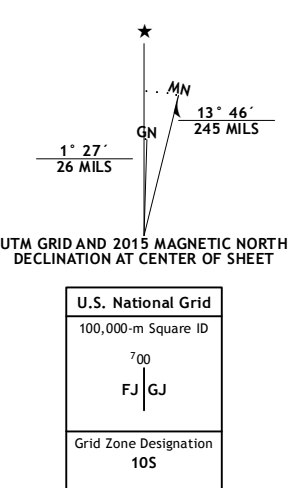 ★
MN
GN
13° 46´
245 MILS
1° 27´
26 MILS
UTM GRID AND 2015 MAGNETIC NORTH
DECLINATION AT CENTER OF SHEET
U.S. National Grid
100,000-m Square ID
⁷00
FJ GJ
Grid Zone Designation
10S